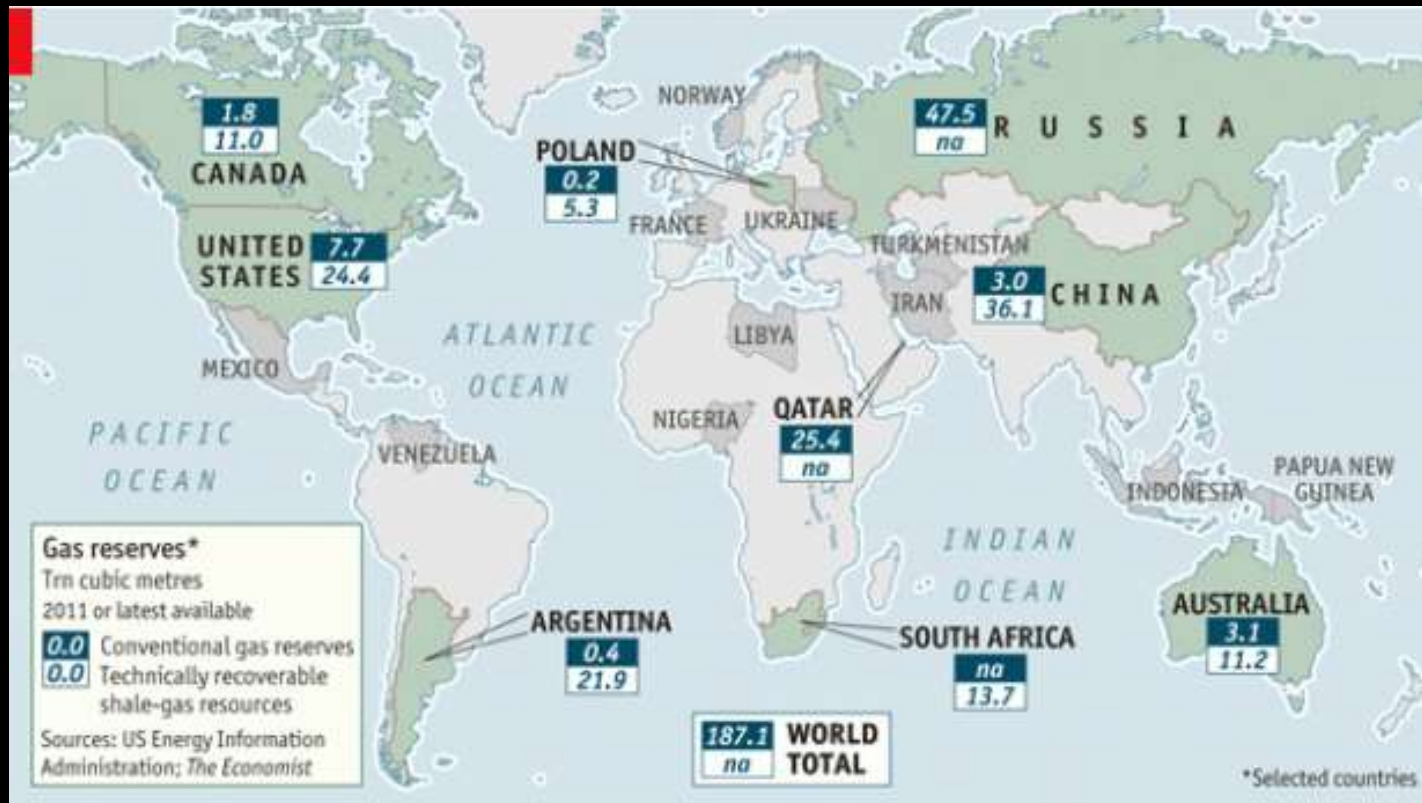 1.8
11.0
CANADA
UNITED
STATES
7.7
24.4
MEXICO
ATLANTIC
OCEAN
PACIFIC
OCEAN
VENEZUELA
NORWAY
POLAND
0.2
5.3
FRANCE
UKRAINE
47.5
na
RUSSIA
TURKMENISTAN
IRAN
3.0
36.1
CHINA
LIBYA
NIGERIA
QATAR
25.4
na
INDONESIA
PAPUA NEW
GUINEA
INDIAN
OCEAN
ARGENTINA
0.4
21.9
SOUTH AFRICA
na
13.7
AUSTRALIA
3.1
11.2
Gas reserves*
Trn cubic metres
2011 or latest available
0.0 Conventional gas reserves
0.0 Technically recoverable
shale-gas resources
Sources: US Energy Information
Administration; The Economist
187.1
na
WORLD
TOTAL
*Selected countries